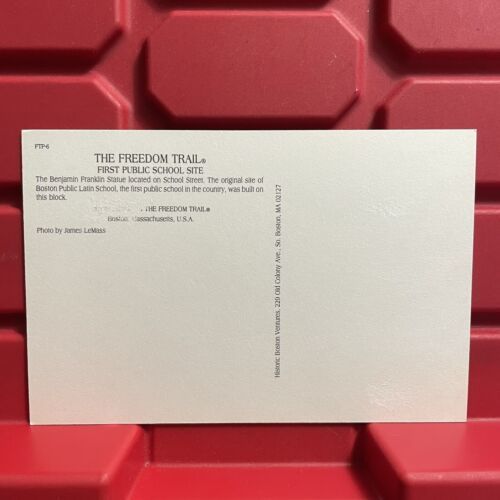 FTP-6
THE FREEDOM TRAIL®
FIRST PUBLIC SCHOOL SITE
The Benjamin Franklin Statue located on School Street. The original site of
Boston Public Latin School, the first public school in the country, was built on
this block.
THE FREEDOM TRAIL®
Boston, Massachusetts, U.S.A.
Photo by James LeMass
Historic Boston Ventures, 229 Old Colony Ave., So. Boston, MA 02127